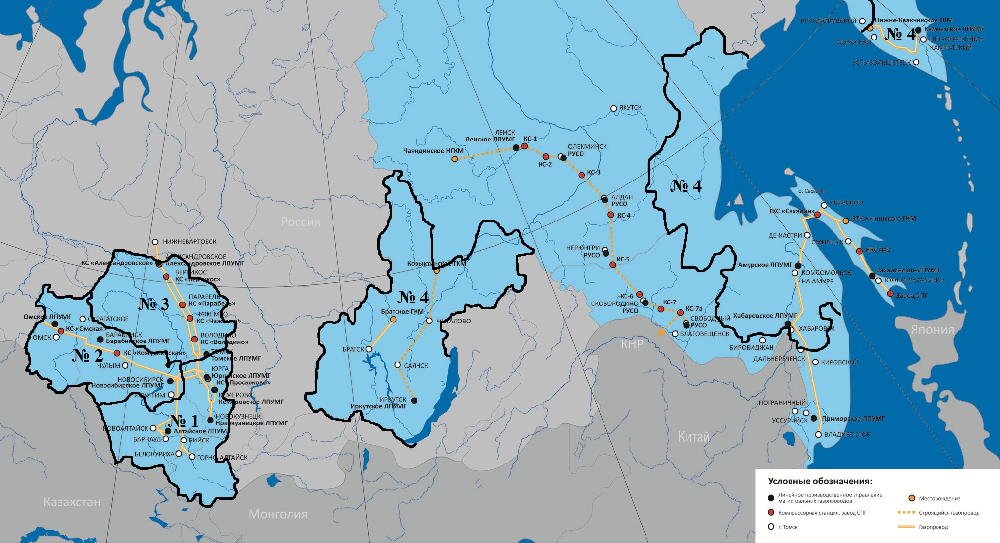 КРУТОГОРОВСКИЙ
Нижне-Квакчикское ГКМ
СОБОЛЕВО
№ 4
Камчатское ЛПУМГ
ПЕТРОПАВЛОВСК-
КАМЧАТСКИЙ
УСТЬ-БОЛЬШЕРЕЦК
ЯКУТСК
ЛЕНСК
Ленское ЛПУМГ
КС-1
Чаяндинское НГКМ
ОЛЕКМИНСК
РУСО
КС-2
КС-3
АЛДАН
РУСО
КС-4
НЕРЮНГРИ
РУСО
КС-5
КС-6
СКОВОРОДИНО
РУСО
КС-7
КС-7а
СВОБОДНЫЙ
РУСО
БЛАГОВЕЩЕНСК
№ 4
о. Сахалин
БОГАСИНО
ГКС «Сахалин»
БТК Киринского ГКМ
ДЕ-КАСТРИ
СМИРНЫХ
НКС №2
Амурское ЛПУМГ
КОМСОМОЛЬСК-
НА-АМУРЕ
Сахалинское ЛПУМТ
ЮЖНО-САХАЛИНСК
Завод СПГ
Хабаровское ЛПУМГ
ХАБАРОВСК
БИРОБИДЖАН
ДАЛЬНЕРЕЧЕНСК
КИРОВСКИЙ
ПОГРАНИЧНЫЙ
УССУРИЙСК
Приморское ЛПУМГ
ВЛАДИВОСТОК
Россия
НИЖНЕВАРТОВСК
АЛЕКСАНДРОВСКОЕ
КС «Александровское»
Александровское ЛПУМГ
ВЕРТИКОС
КС «Вертикос»
№ 3
ПАРАБЕЛЬ
КС «Парабель»
ЧАЖЕМТО
КС «Чажемто»
ВОЛОДИНО
КС «Володино»
ТОМСК
Томское ЛПУМГ
Омское ЛПУМГ
САРАГАТСКОЕ
КС «Омская»
ОМСК
БАРАБИНСК
Барабинское ЛПУМГ
№ 2
КС «Кожурлинская»
ЧУЛЫМ
НОВОСИБИРСК
Новосибирское ЛПУМГ
ИСКИТИМ
ЮРГА
Юргинское ЛПУМГ
КС «Проскоково»
КЕМЕРОВО
Кемеровское ЛПУМГ
НОВОКУЗНЕЦК
Новокузнецкое ЛПУМГ
№ 1
НОВОАЛТАЙСК
Алтайское ЛПУМГ
БАРНАУЛ
БИЙСК
БЕЛОКУРИХА
ГОРНО-АЛТАЙСК
Ковыктинское ГКМ
№ 4
Братское ГКМ
ЖИГАЛОВО
БРАТСК
САЯНСК
ИРКУТСК
Иркутское ЛПУМГ
КНР
Китай
Япония
Казахстан
Монголия
Условные обозначения:
Линейное производственное управление
магистральных газопроводов
Компрессорная станция, завод СПГ
г. Томск
Месторождение
Строящийся газопровод
Газопровод